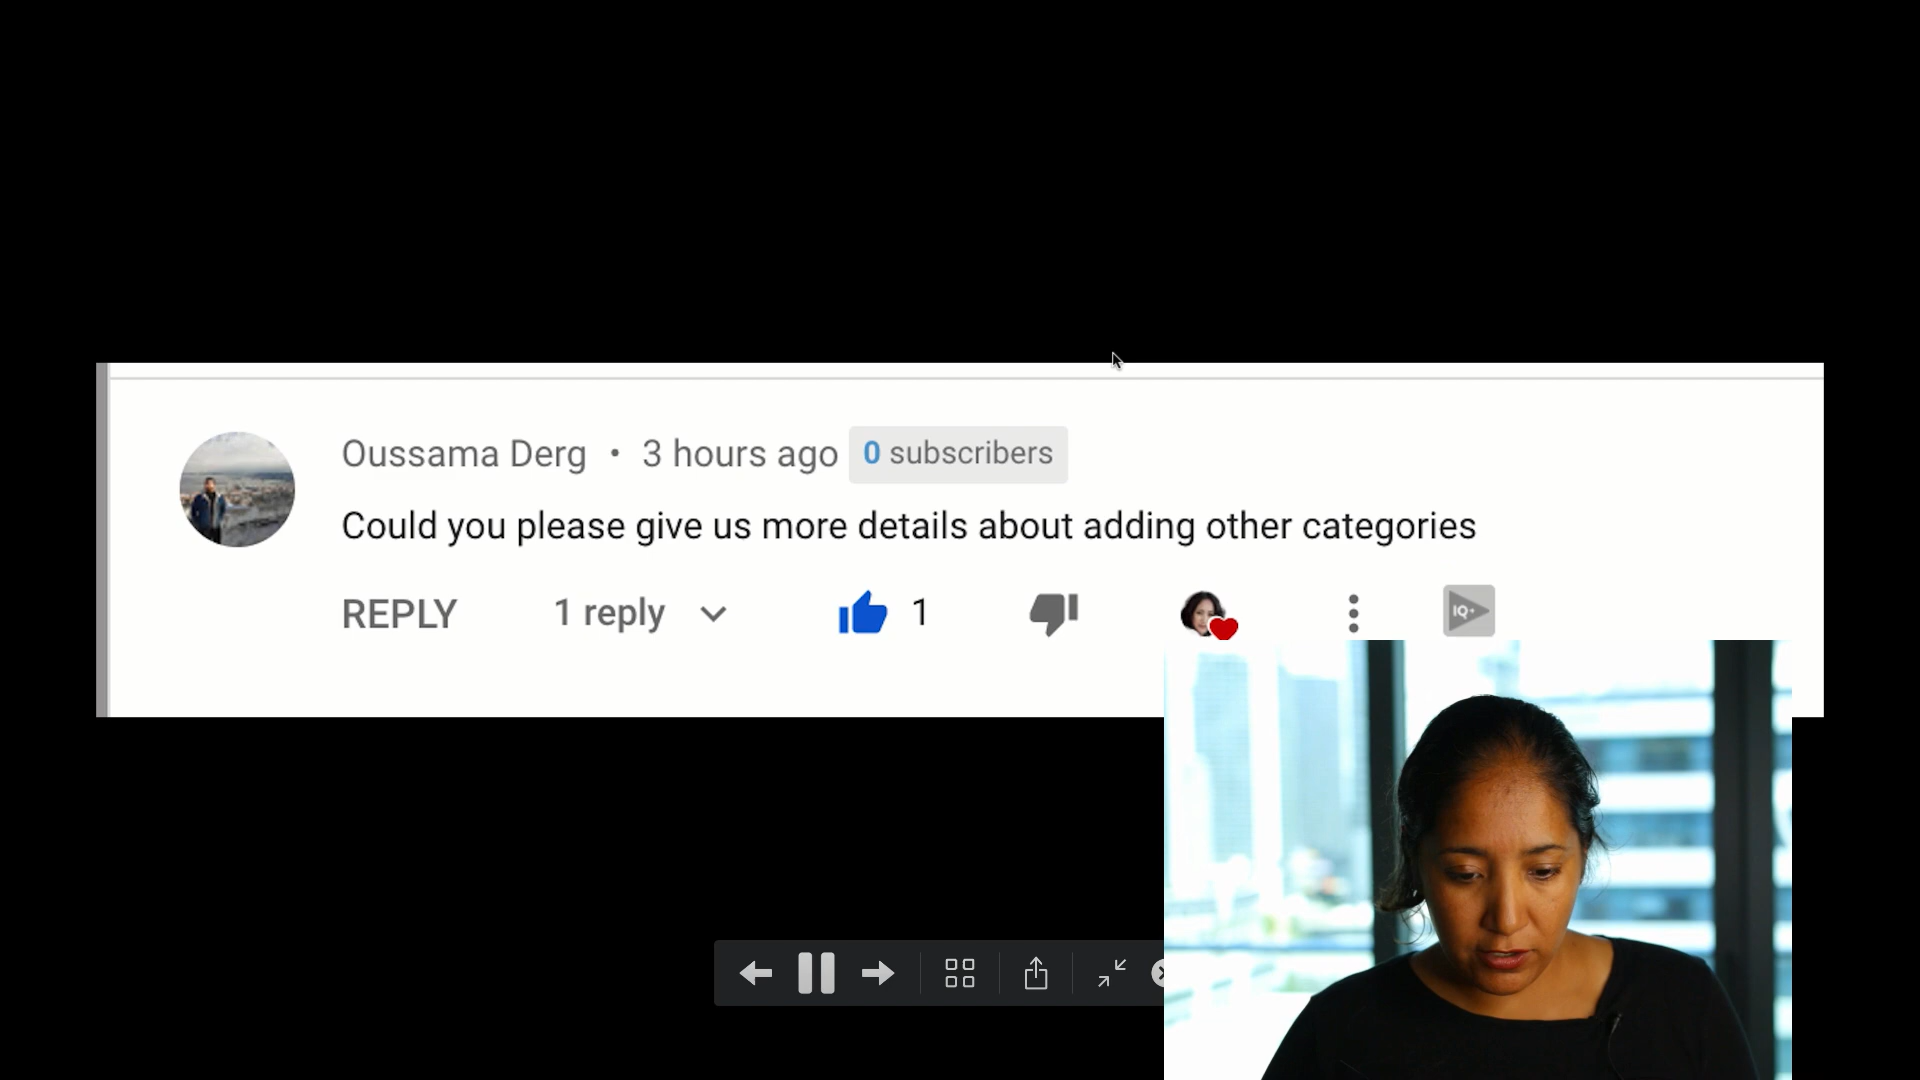 Oussama Derg • 3 hours ago 0 subscribers
Could you please give us more details about adding other categories
REPLY 1 reply 1 IQ+